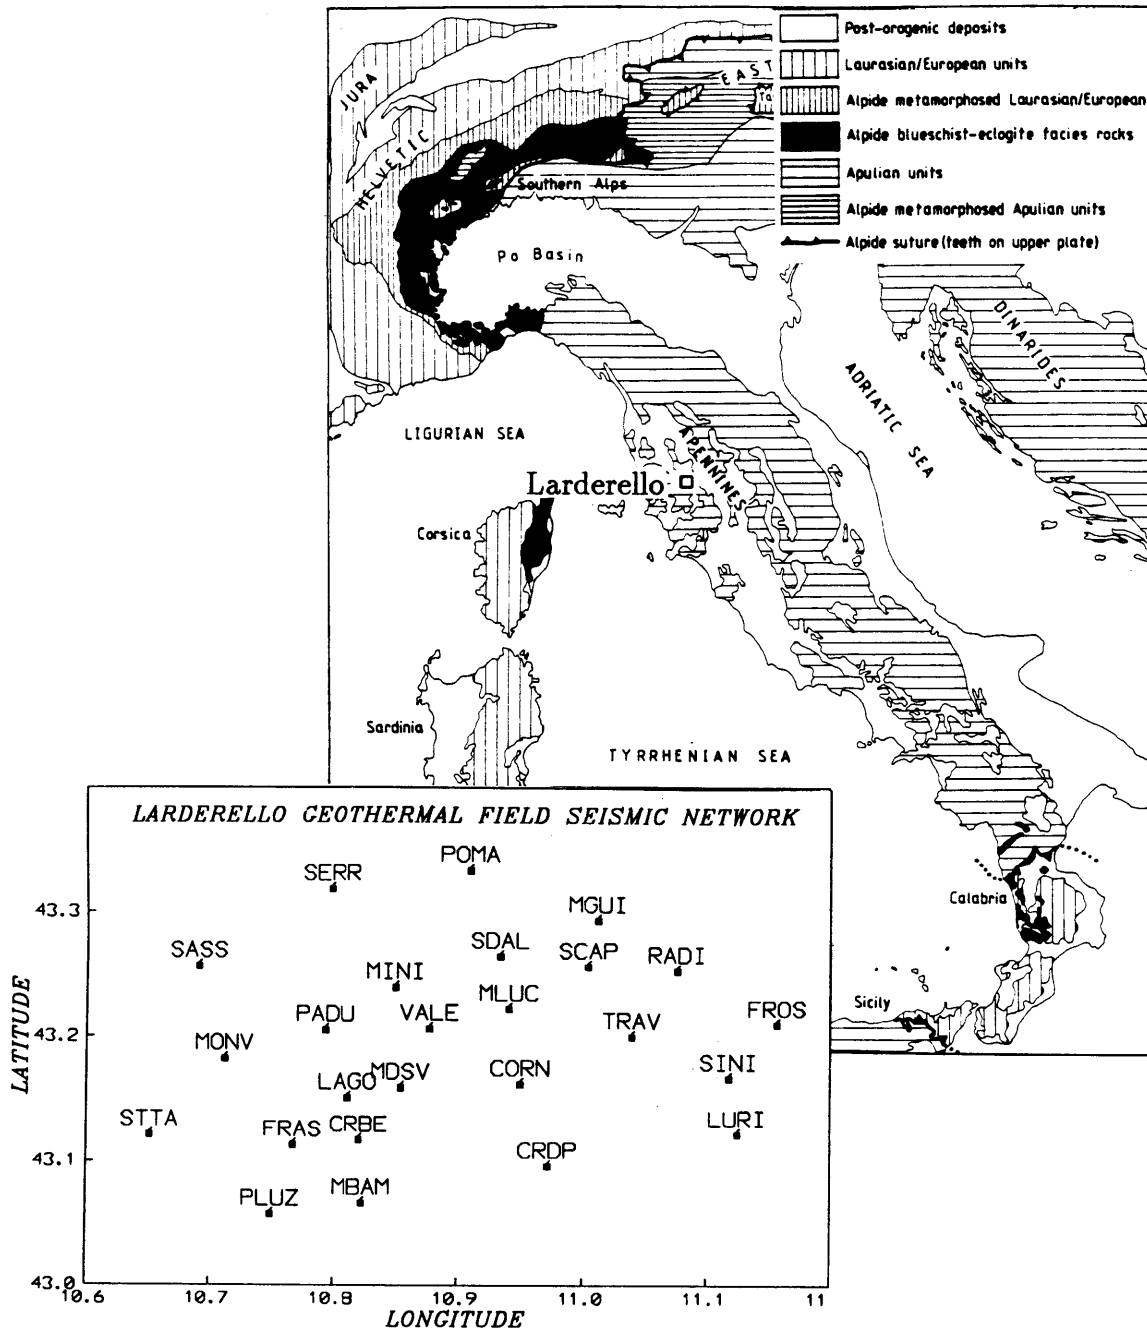 Post-orogenic deposits
Laurasian/European units
Alpide metamorphosed Laurasian/European
Alpide blueschist-eclogite facies rocks
Apulian units
Alpide metamorphosed Apulian units
Alpide suture (teeth on upper plate)
JURA
HELVETIC
EAST
Southern Alps
Po Basin
DINARIDES
ADRIATIC SEA
LIGURIAN SEA
APENNINES
Larderello
Corsica
Sardinia
TYRRHENIAN SEA
Calabria
Sicily
LARDERELLO GEOTHERMAL FIELD SEISMIC NETWORK
POMA
SERR
MGUI
43.3
SASS
SDAL
SCAP
RADI
MINI
MLUC
PADU
VALE
TRAV
FROS
43.2
MONV
LAGO
MDSV
CORN
SINI
STTA
FRAS
CRBE
LURI
43.1
CRDP
PLUZ
MBAM
43.0
10.6
10.7
10.8
10.9
11.0
11.1
11
LATITUDE
LONGITUDE